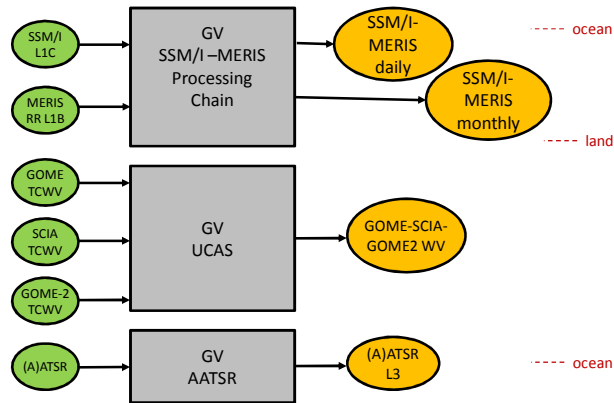 SSM/I
L1C
GV
SSM/I –MERIS
Processing
Chain
SSM/I-
MERIS
daily
ocean
MERIS
RR L1B
SSM/I-
MERIS
monthly
land
GOME
TCWV
SCIA
TCWV
GOME-2
TCWV
GV
UCAS
GOME-SCIA-
GOME2 WV
(A)ATSR
GV
AATSR
(A)ATSR
L3
ocean